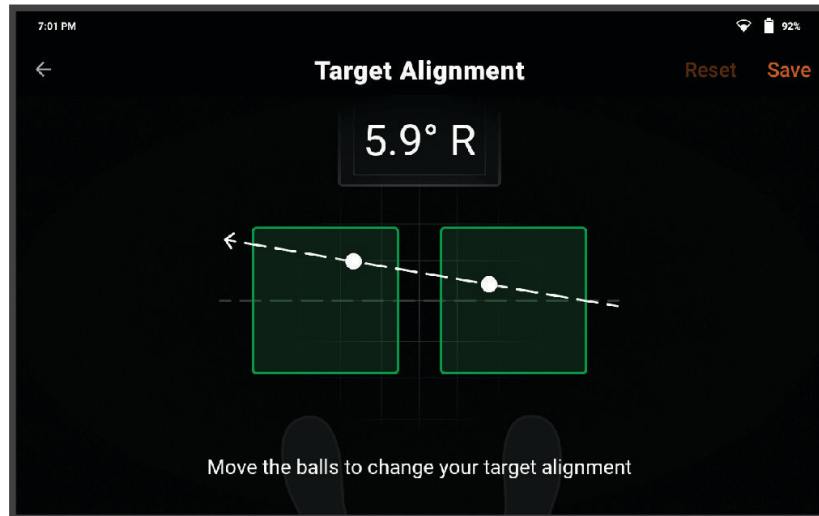 7:01 PM
92%
Target Alignment
Reset
Save
5.9° R
Move the balls to change your target alignment